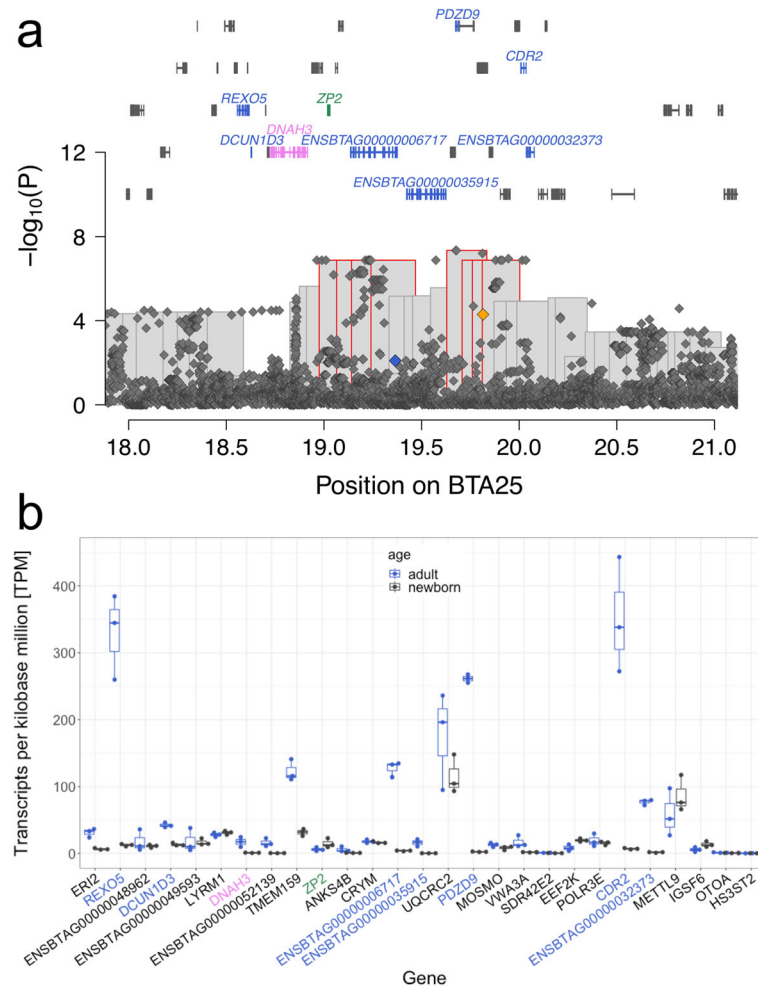 a
PDZD9
CDR2
REXO5
ZP2
DNAH3
DCUN1D3
ENSBTAG00000006717
ENSBTAG00000032373
ENSBTAG00000035915
−log10(P)
12
8
4
0
18.0 18.5 19.0 19.5 20.0 20.5 21.0
Position on BTA25
b
Transcripts per kilobase million [TPM]
400
300
200
100
0
age
adult
newborn
ERI2
REXO5
ENSBTAG00000048962
DCUN1D3
ENSBTAG00000049593
LYRM1
DNAH3
ENSBTAG00000052139
TMEM159
ZP2
ANKS4B
CRYM
ENSBTAG00000006717
ENSBTAG00000035915
UQCRC2
PDZD9
MOSMO
VWA3A
SDR42E2
EEF2K
POLR3E
CDR2
ENSBTAG00000032373
METTL9
IGSF6
OTOA
HS3ST2
Gene